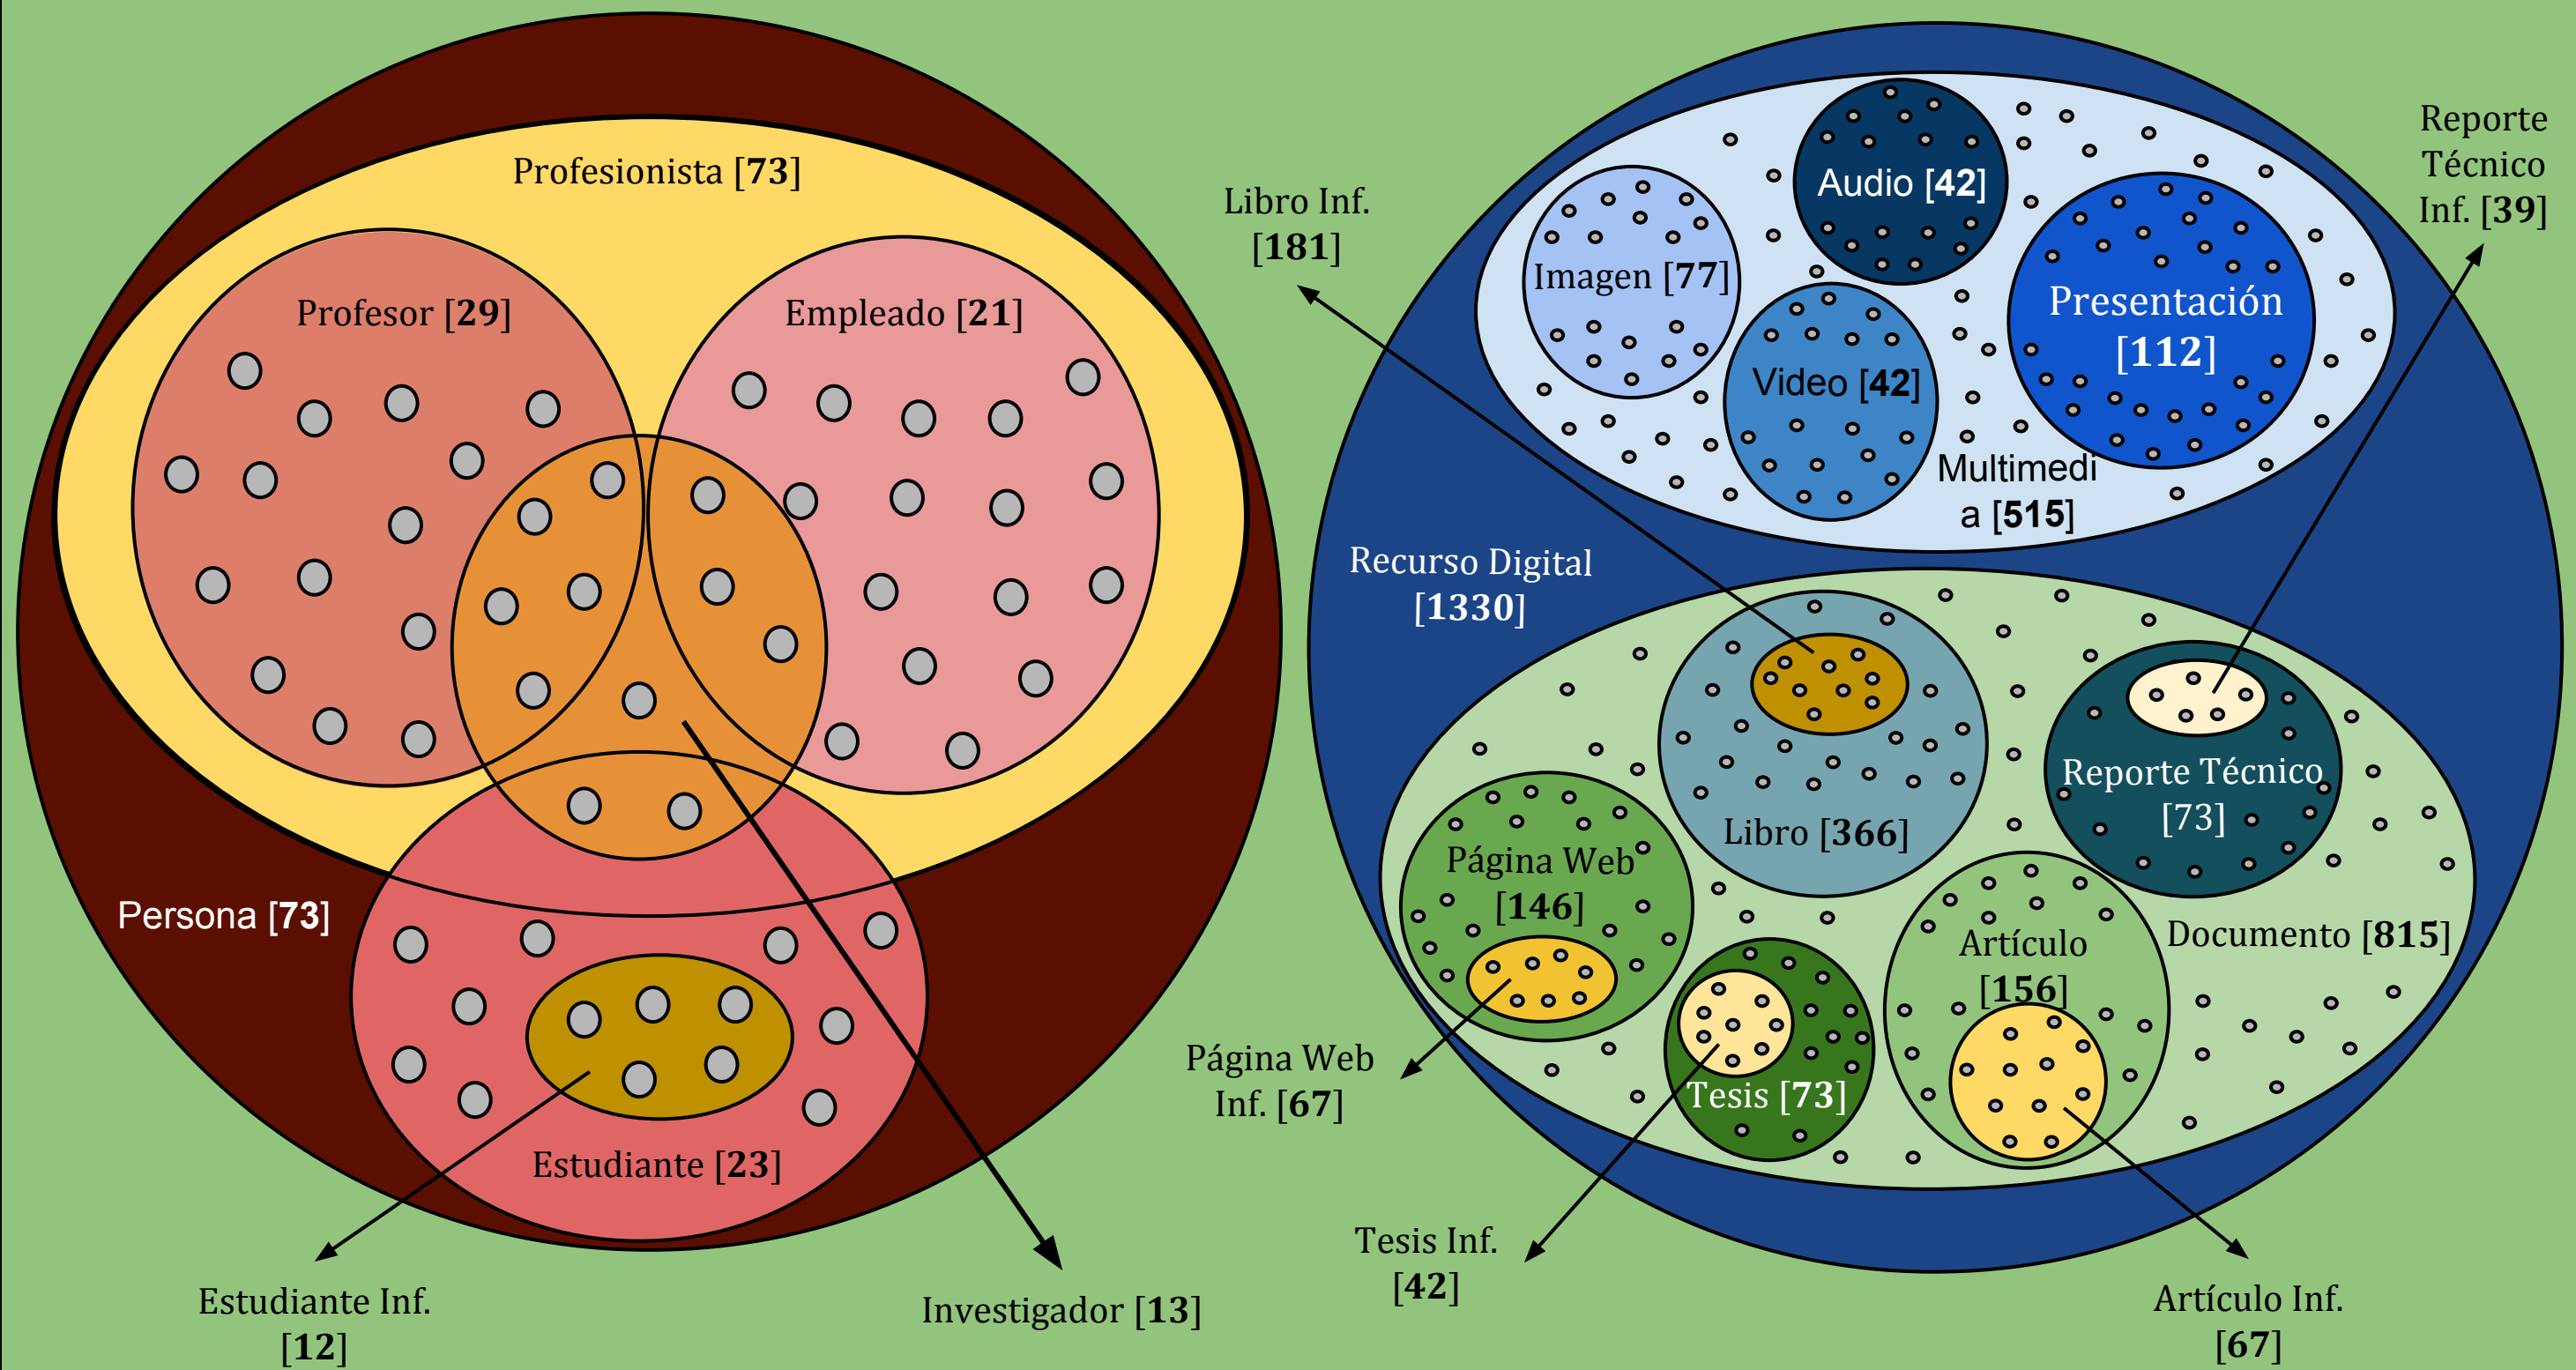 Profesionista [73]
Profesor [29]
Empleado [21]
Persona [73]
Estudiante [23]
Estudiante Inf.
[12]
Investigador [13]
Libro Inf.
[181]
Reporte
Técnico
Inf. [39]
Audio [42]
Imagen [77]
Presentación
[112]
Video [42]
Multimedi
a [515]
Recurso Digital
[1330]
Reporte Técnico
[73]
Libro [366]
Página Web
[146]
Artículo
[156]
Documento [815]
Página Web
Inf. [67]
Tesis [73]
Tesis Inf.
[42]
Artículo Inf.
[67]